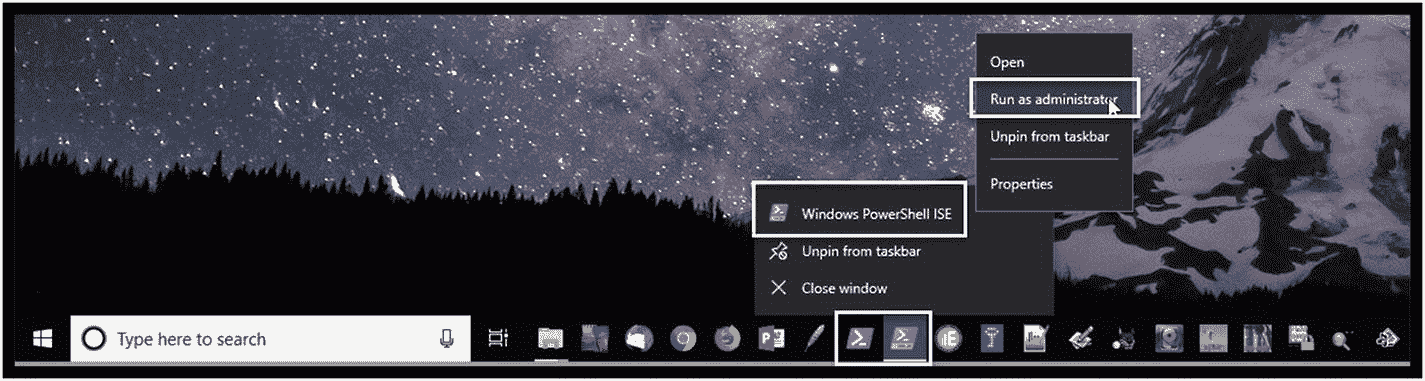 Open
Run as administrator
Unpin from taskbar
Properties
Windows PowerShell ISE
Unpin from taskbar
Close window
Type here to search